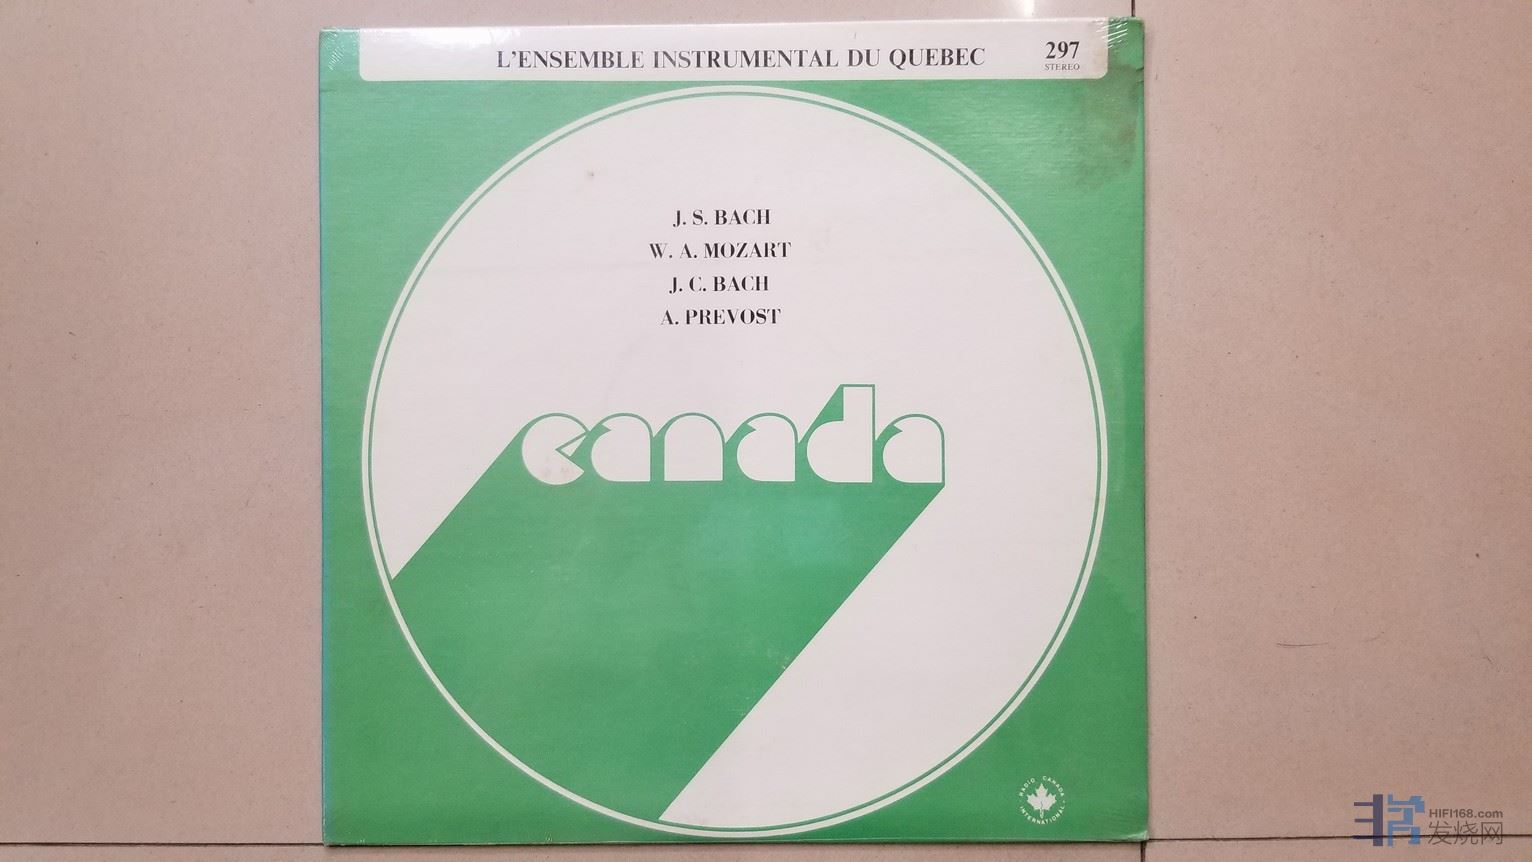 L'ENSEMBLE INSTRUMENTAL DU QUEBEC
297
STEREO
J. S. BACH
W. A. MOZART
J. C. BACH
A. PREVOST
canada
RADIO CANADA INTERNATIONAL
HIFI168.com
发烧网